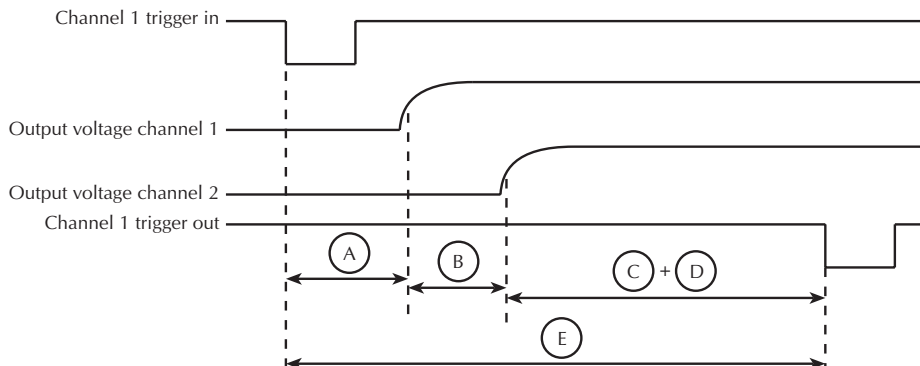 Channel 1 trigger in
Output voltage channel 1
Output voltage channel 2
Channel 1 trigger out
A
B
C + D
E